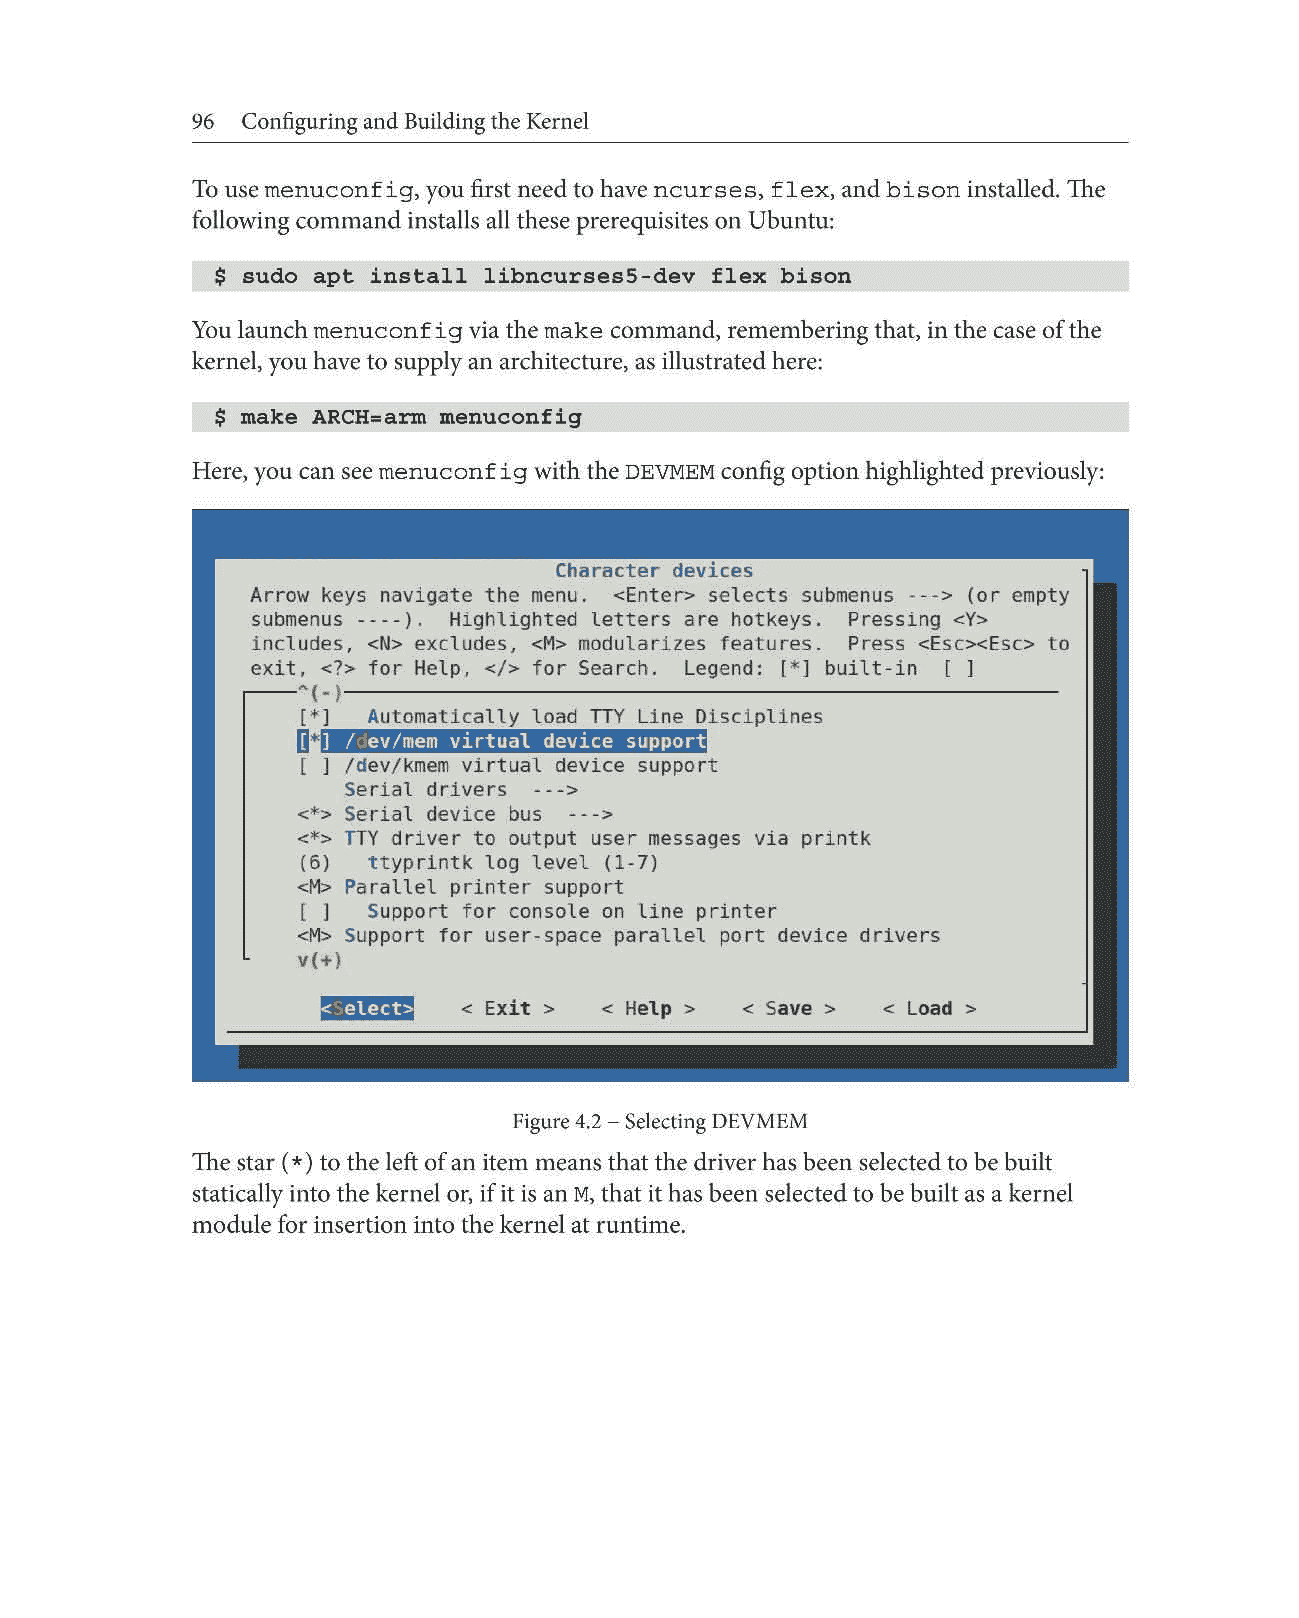 96 Configuring and Building the Kernel
To use menuconfig, you first need to have ncurses, flex, and bison installed. The
following command installs all these prerequisites on Ubuntu:
$ sudo apt install libncurses5-dev flex bison
You launch menuconfig via the make command, remembering that, in the case of the
kernel, you have to supply an architecture, as illustrated here:
$ make ARCH=arm menuconfig
Here, you can see menuconfig with the DEVMEM config option highlighted previously:
Character devices
Arrow keys navigate the menu. <Enter> selects submenus ---> (or empty
submenus ----). Highlighted letters are hotkeys. Pressing <Y>
includes, <N> excludes, <M> modularizes features. Press <Esc><Esc> to
exit, <?> for Help, </> for Search. Legend: [*] built-in [ ]
^(-)
[*] Automatically load TTY Line Disciplines
[*] /dev/mem virtual device support
[ ] /dev/kmem virtual device support
Serial drivers --->
<*> Serial device bus --->
<*> TTY driver to output user messages via printk
(6) ttyprintk log level (1-7)
<M> Parallel printer support
[ ] Support for console on line printer
<M> Support for user-space parallel port device drivers
v(+)
<Select> < Exit > < Help > < Save > < Load >
Figure 4.2 – Selecting DEVMEM
The star (*) to the left of an item means that the driver has been selected to be built
statically into the kernel or, if it is an M, that it has been selected to be built as a kernel
module for insertion into the kernel at runtime.